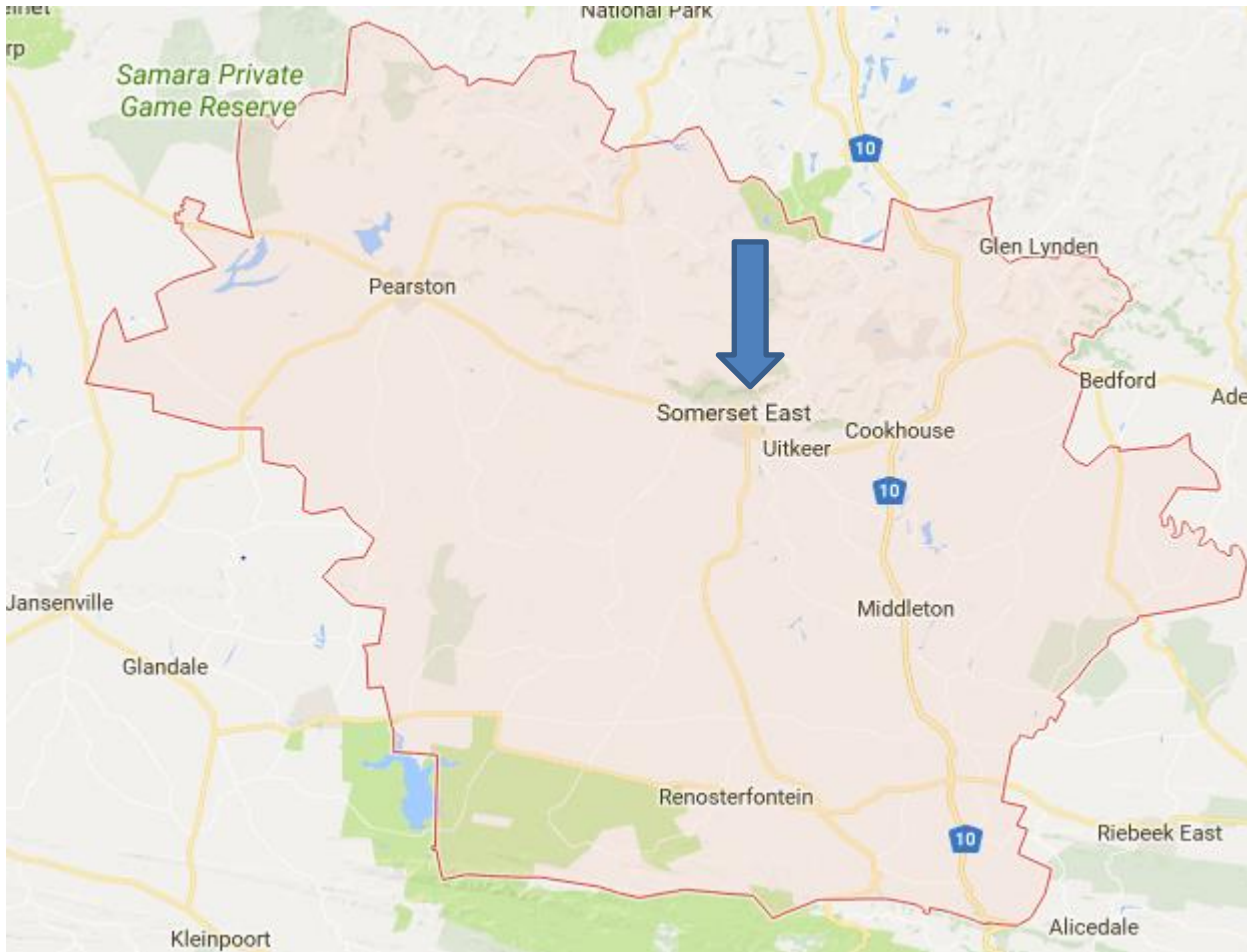 National Park
Samara Private
Game Reserve
10
Glen Lynden
Pearston
Bedford
Somerset East
Uitkeer
Cookhouse
10
Jansenville
Middleton
Glandale
Renosterfontein
10
Riebeek East
Alicedale
Kleinpoort